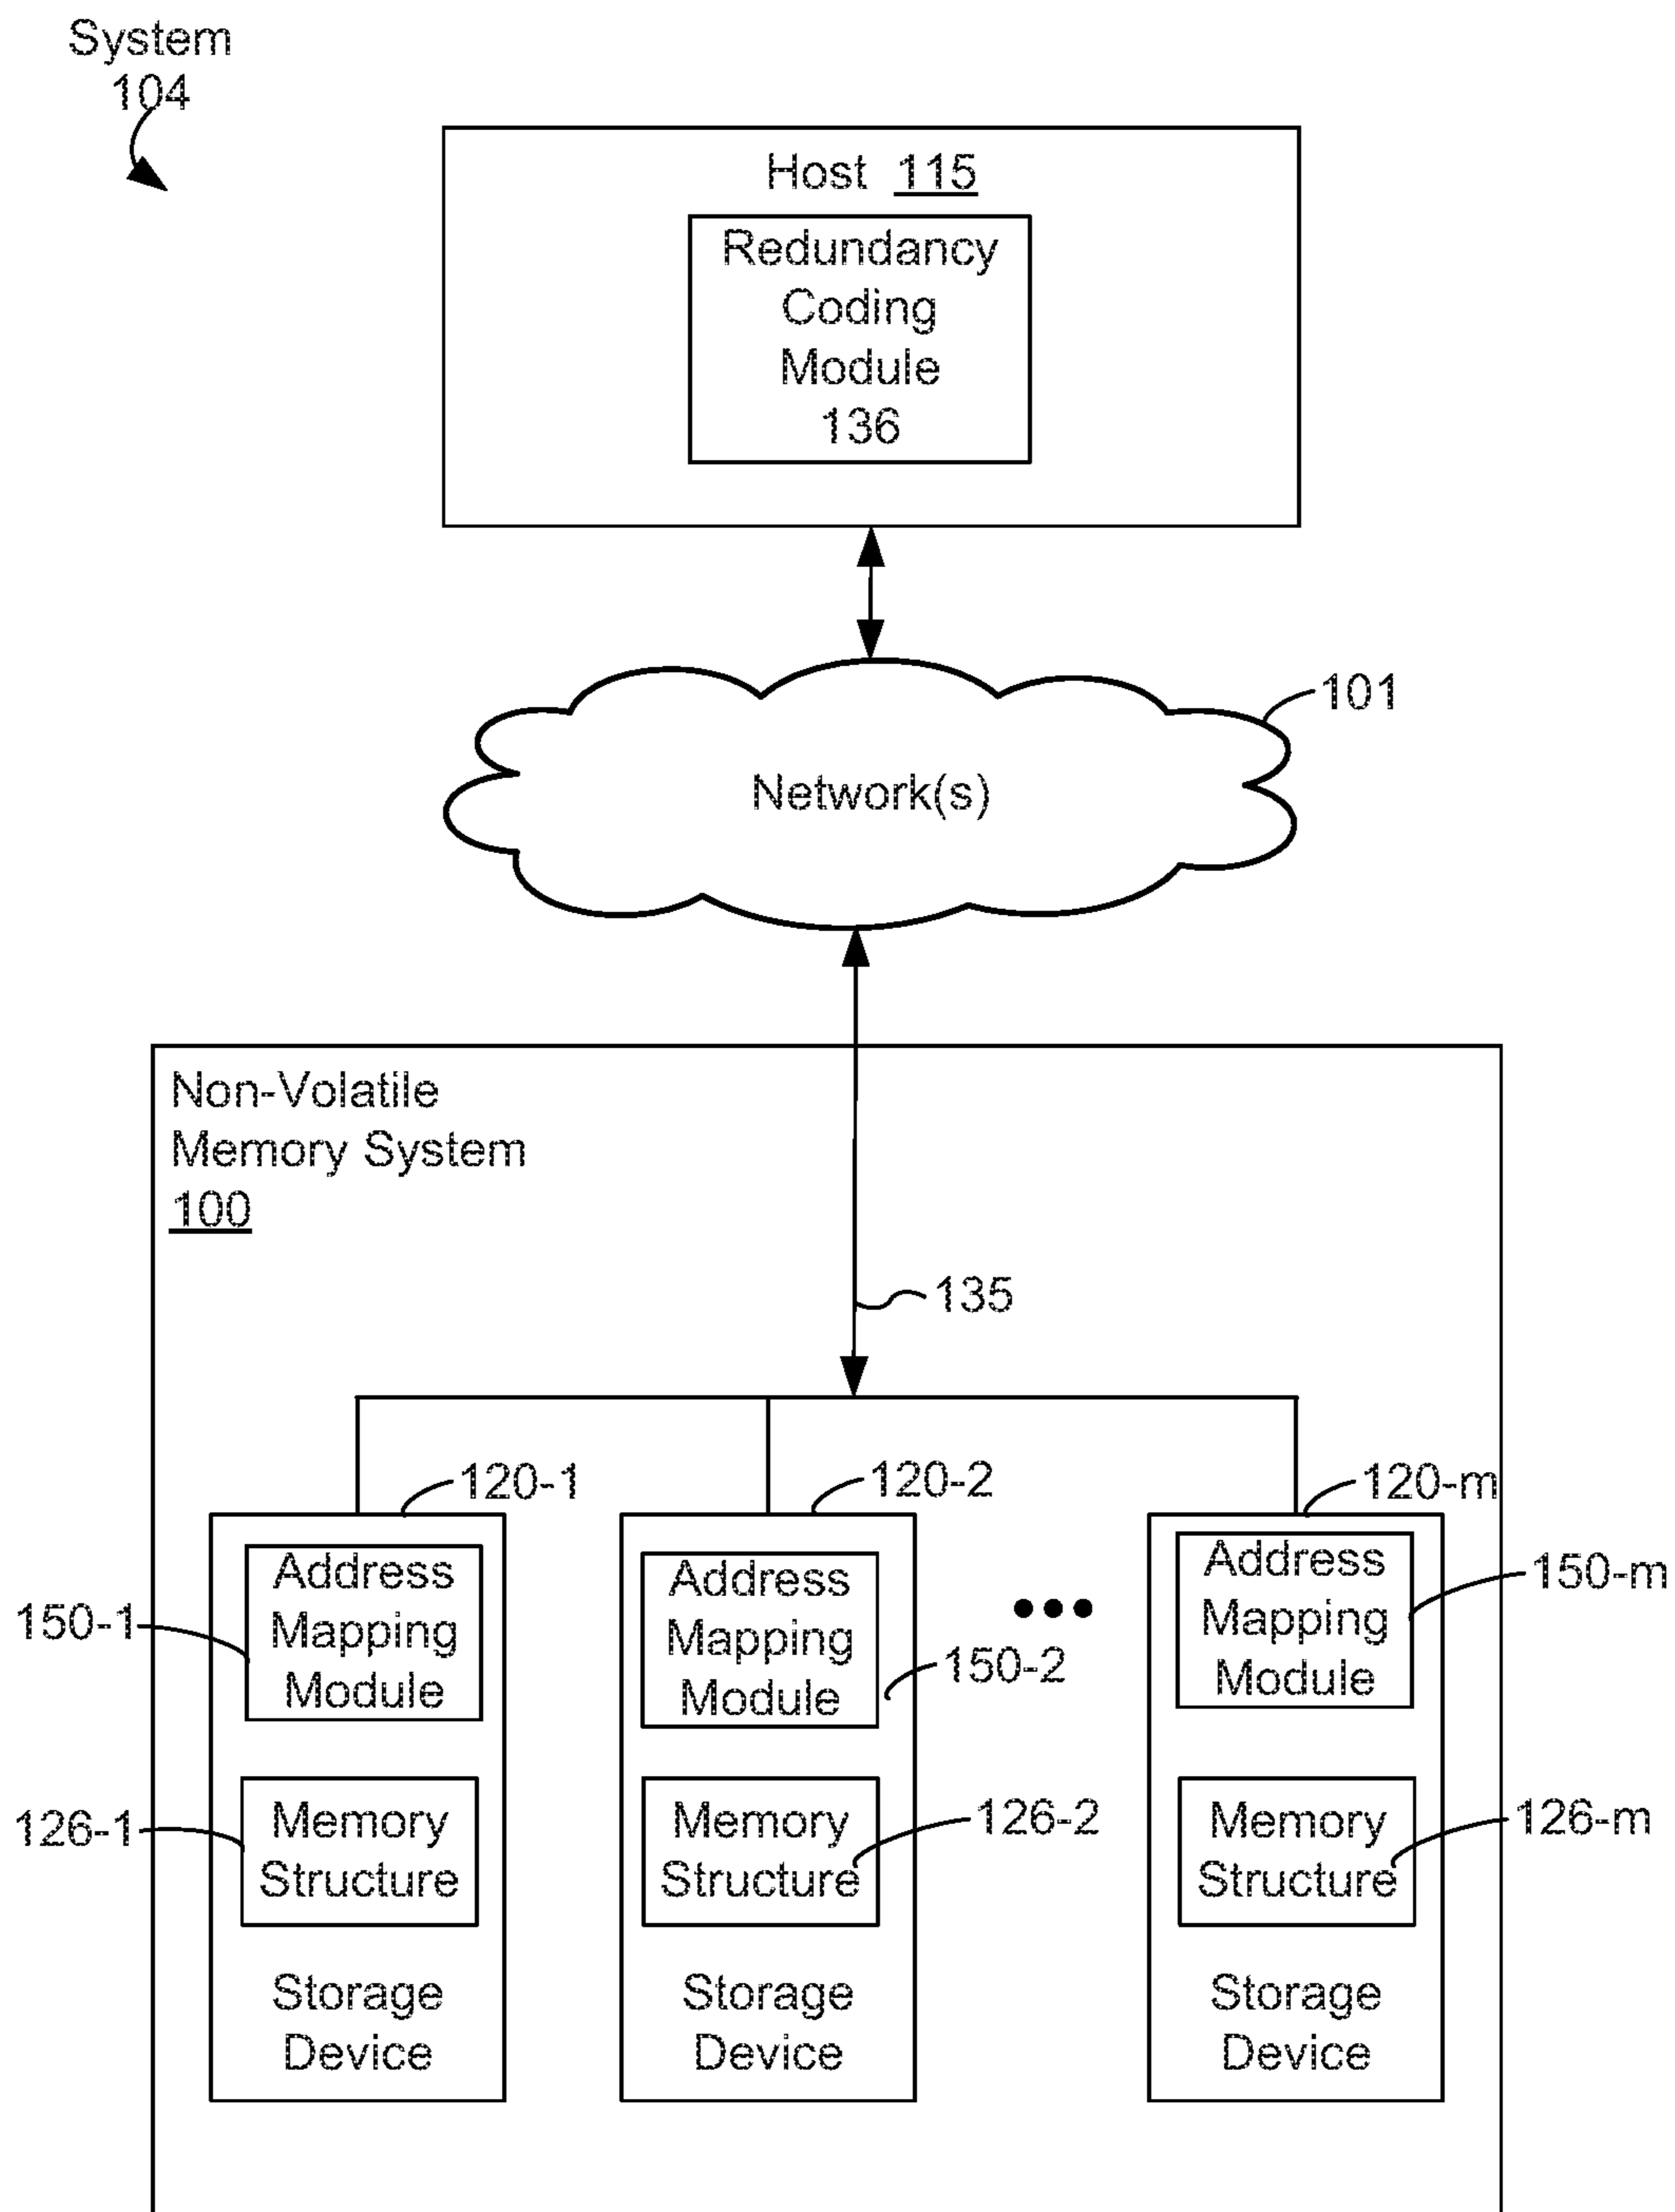 System
104
Host 115
Redundancy
Coding
Module
136
101
Network(s)
Non-Volatile
Memory System
100
135
120-1
120-2
120-m
Address
Mapping
Module
150-1
Address
Mapping
Module
150-2
Address
Mapping
Module
150-m
126-1
Memory
Structure
Memory
Structure
126-2
Memory
Structure
126-m
Storage
Device
Storage
Device
Storage
Device